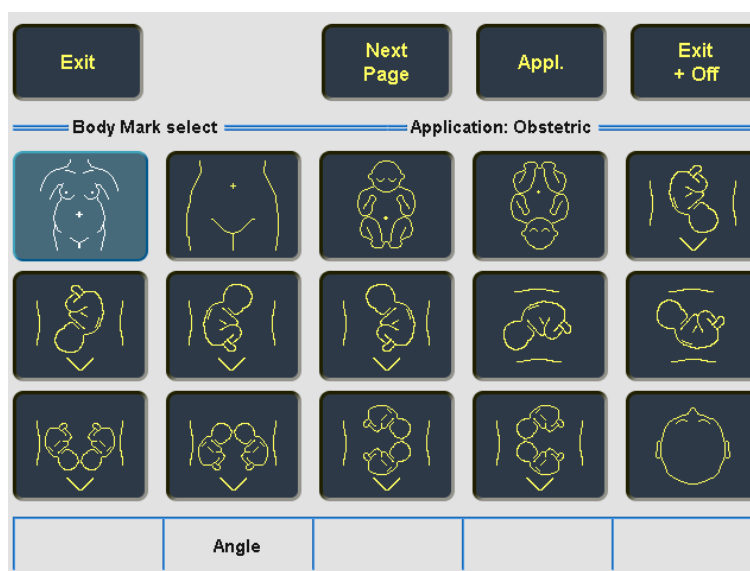 Exit
Next
Page
Appl.
Exit
+ Off
Body Mark select
Application: Obstetric
Angle